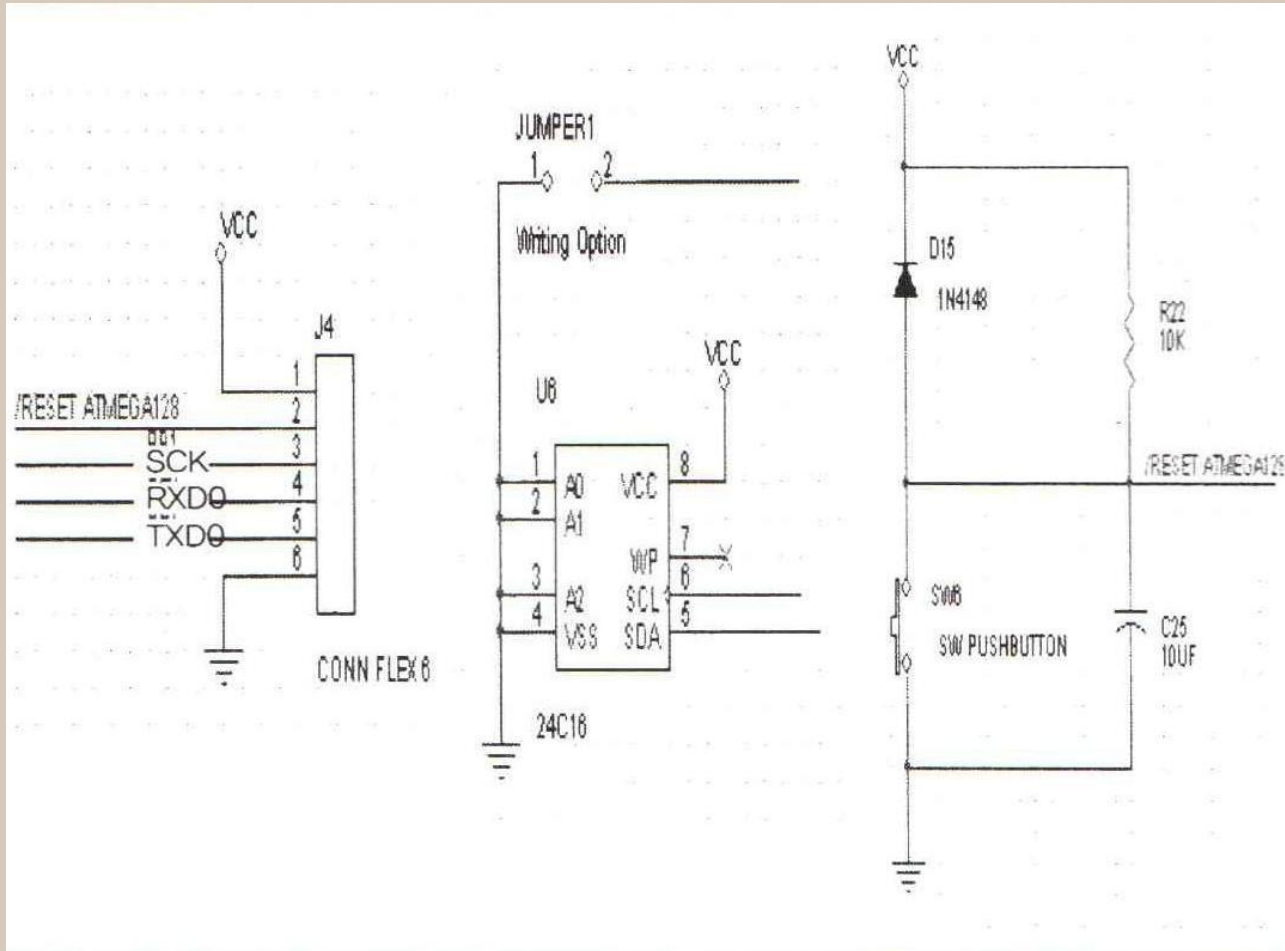 VCC
J4
1
/RESET ATMEGA128
2
SCK
3
RXD0
4
TXD0
5
6
CONN FLEX 6
JUMPER1
1 2
Writing Option
VCC
U6
1 A0 VCC 8
2 A1
WP 7
3 A2 SCL 6
4 VSS SDA 5
24C16
VCC
D15
1N4148
R22
10K
/RESET ATMEGA128
SW6
SW PUSHBUTTON
C25
10UF